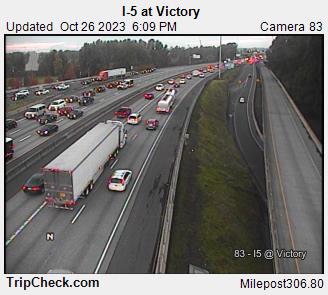 I-5 at Victory
Updated Oct 26 2023 6:09 PM Camera 83
N
83 - I5 @ Victory
TripCheck.com Milepost306.80